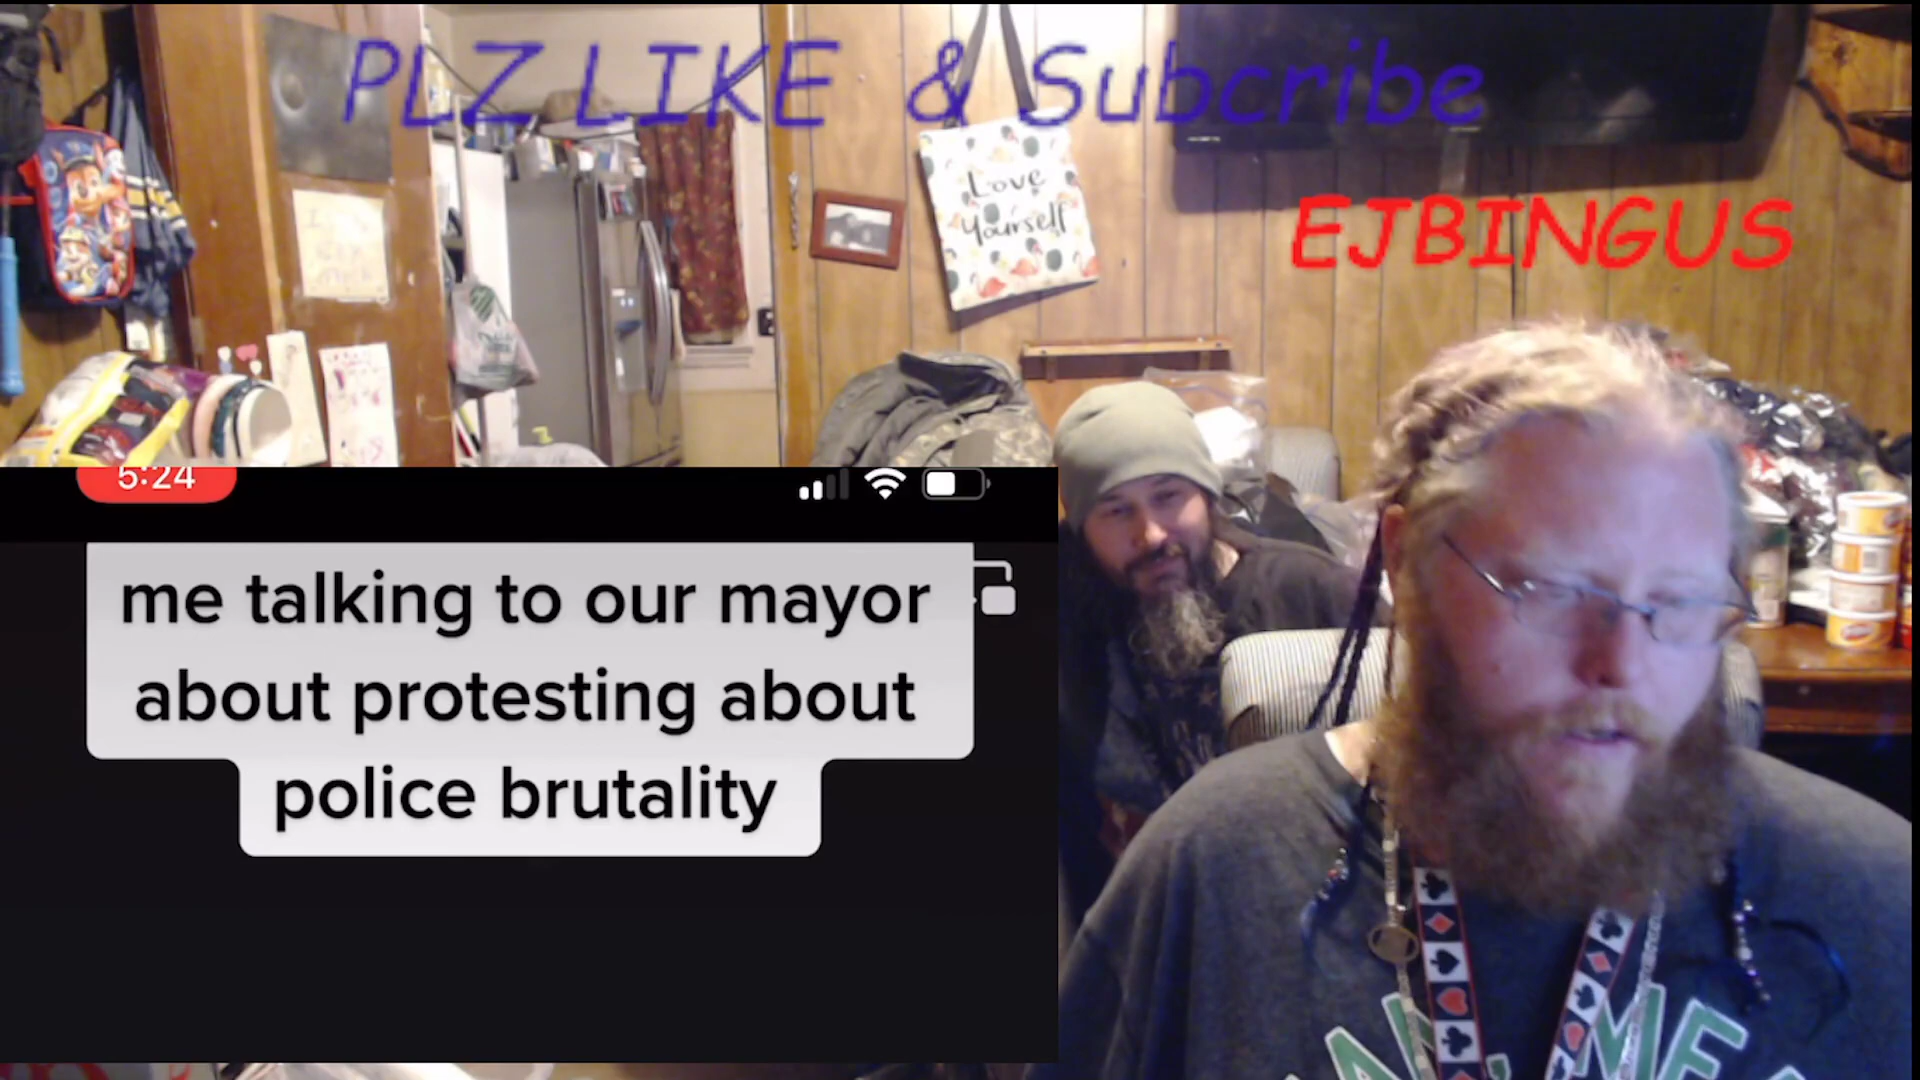 PLZ LIKE & Subcribe
Love
Yourself
EJBINGUS
5:24
me talking to our mayor
about protesting about
police brutality